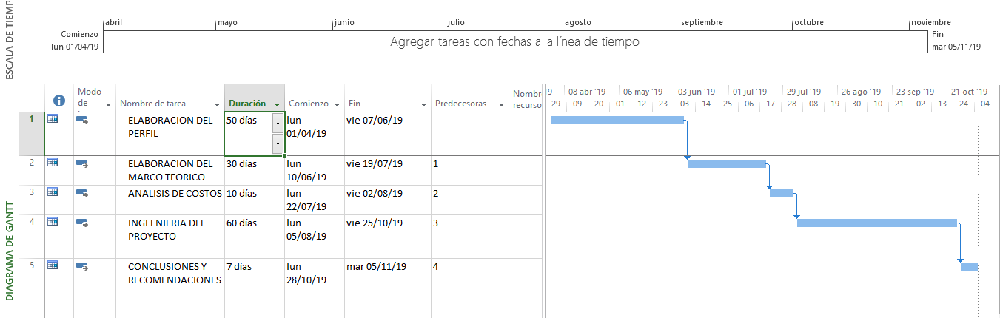 ESCALA DE TIEMP
abril mayo junio julio agosto septiembre octubre noviembre
Comienzo
lun 01/04/19
Agregar tareas con fechas a la línea de tiempo
Fin
mar 05/11/19
DIAGRAMA DE GANTT
Modo de Nombre de tarea Duración Comienzo Fin Predecesoras Nombr recurso
19 08 abr '19 06 may '19 03 jun '19 01 jul '19 29 jul '19 26 ago '19 23 sep '19 21 oct '19
29 09 20 01 12 23 03 14 25 06 17 28 08 19 30 10 21 02 13 24 04
1 ELABORACION DEL PERFIL 50 días lun 01/04/19 vie 07/06/19
2 ELABORACION DEL MARCO TEORICO 30 días lun 10/06/19 vie 19/07/19 1
3 ANALISIS DE COSTOS 10 días lun 22/07/19 vie 02/08/19 2
4 INGFENIERIA DEL PROYECTO 60 días lun 05/08/19 vie 25/10/19 3
5 CONCLUSIONES Y RECOMENDACIONES 7 días lun 28/10/19 mar 05/11/19 4